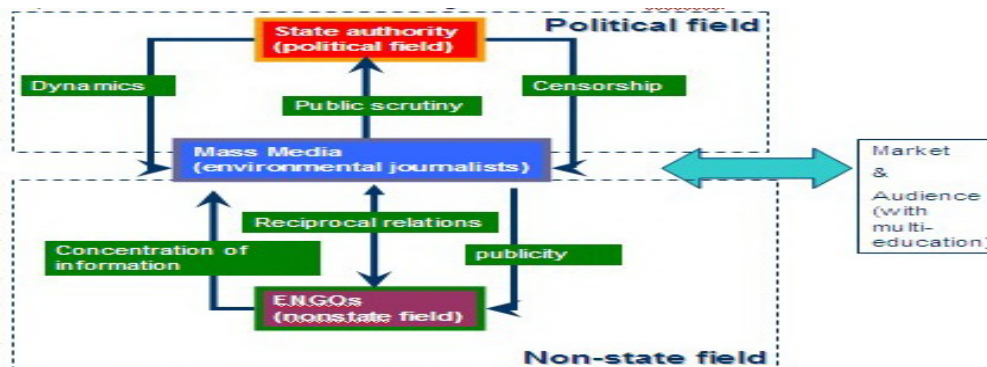 Political field
State authority
(political field)
Dynamics
Censorship
Public scrutiny
Mass Media
(environmental journalists)
Market
&
Audience
(with
multi-
education)
Reciprocal relations
Concentration of
information
publicity
ENGOs
(nonstate field)
Non-state field